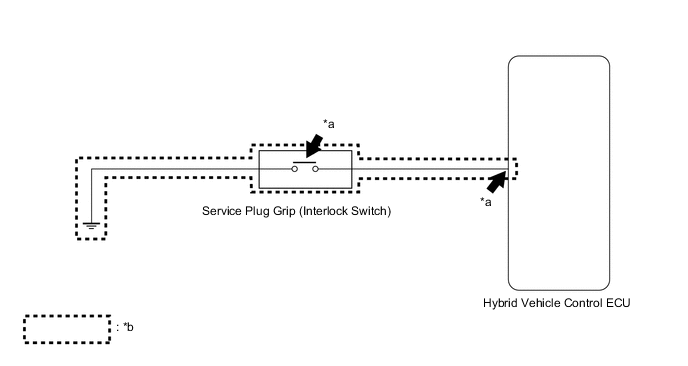 *a
*a
Service Plug Grip (Interlock Switch)
Hybrid Vehicle Control ECU
: *b